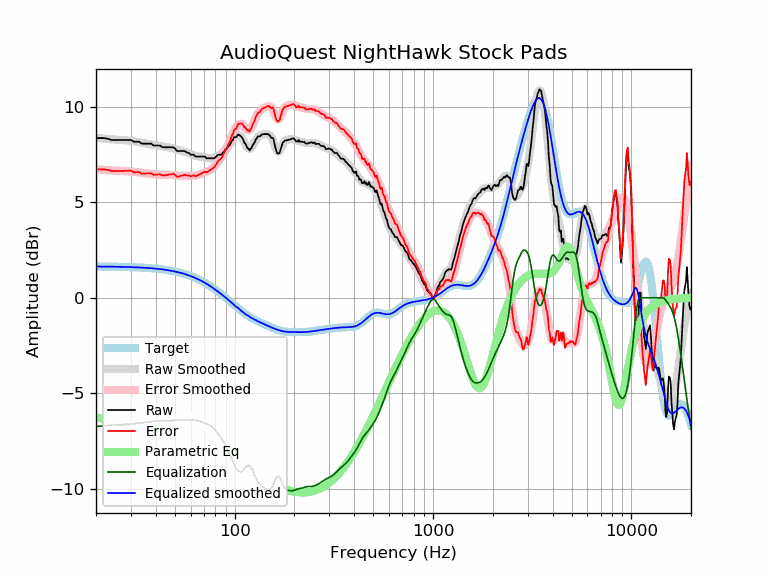 AudioQuest NightHawk Stock Pads
Amplitude (dBr)
10
5
0
−5
−10
Target
Raw Smoothed
Error Smoothed
Raw
Error
Parametric Eq
Equalization
Equalized smoothed
100
1000
10000
Frequency (Hz)